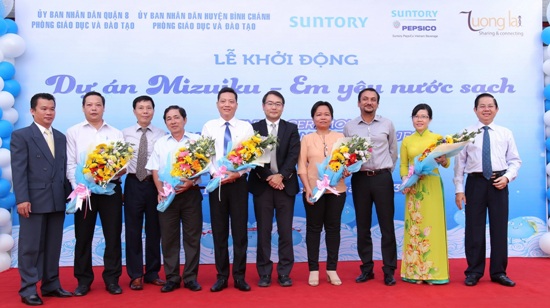 ỦY BAN NHÂN DÂN QUẬN 8
PHÒNG GIÁO DỤC VÀ ĐÀO TẠO
ỦY BAN NHÂN DÂN HUYỆN BÌNH CHÁNH
PHÒNG GIÁO DỤC VÀ ĐÀO TẠO
SUNTORY
SUNTORY
PEPSICO
Tuong lai
Sharing & connecting
LỄ KHỞI ĐỘNG
Dự án Mizuiku – Em yêu nước sạch